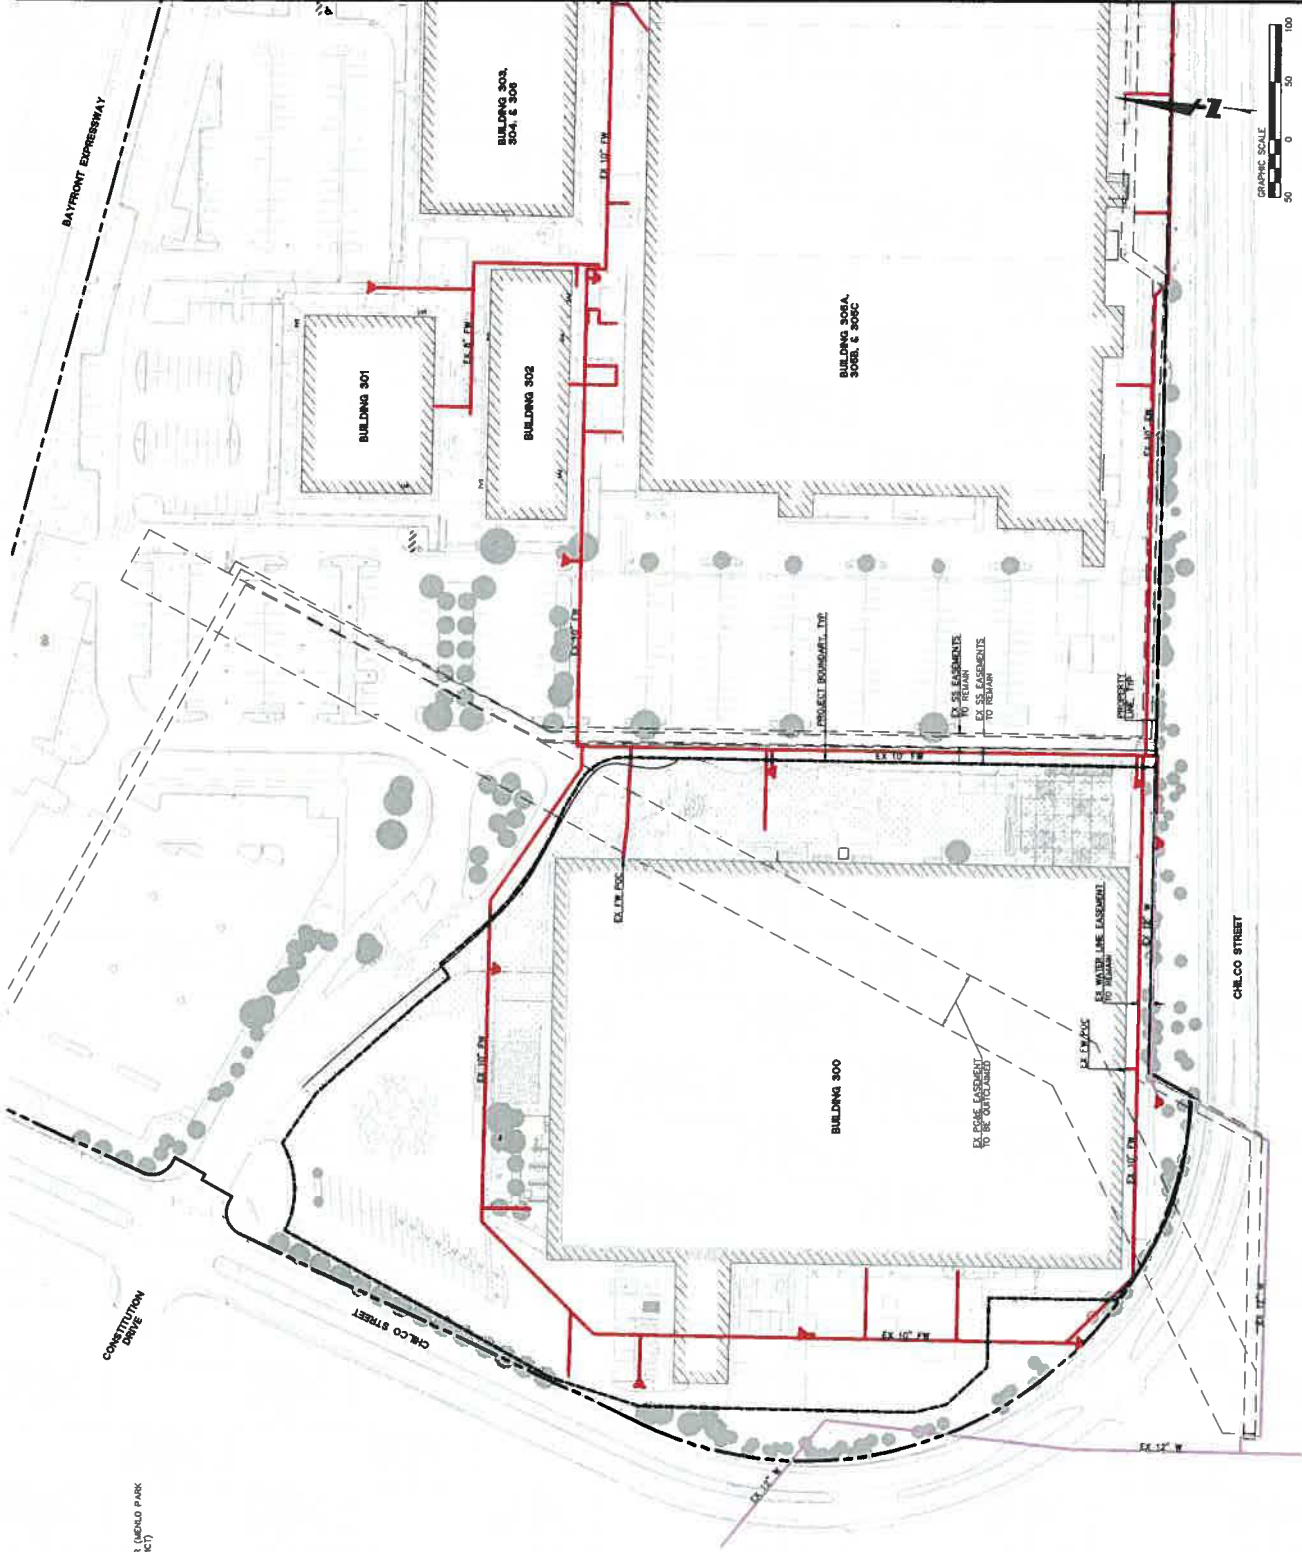 BAYFRONT EXPRESSWAY
BUILDING 303,
304, & 306
GRAPHIC SCALE
50
0
50
100
EX 10" FW
BUILDING 301
EX 8" FW
BUILDING 302
BUILDING 305A,
305B, & 305C
EX 10" FW
EX 10" FW
PROJECT BOUNDARY, TYP
EX SS EASEMENTS
TO REMAIN
EX SS EASEMENTS
TO REMAIN
PROPERTY
LINE, TYP
EX 10" FW
EX FW POC
EX WATER LINE EASEMENT
TO REMAIN
CHILCO STREET
EX FW POC
EX 10" FW
BUILDING 300
EX PG&E EASEMENT
TO BE QUITCLAIMED
EX 10" FW
CONSTITUTION
DRIVE
CHILCO STREET
EX 10" FW
EX 12" W
EX 12" W
EX 12" W
(MENLO PARK